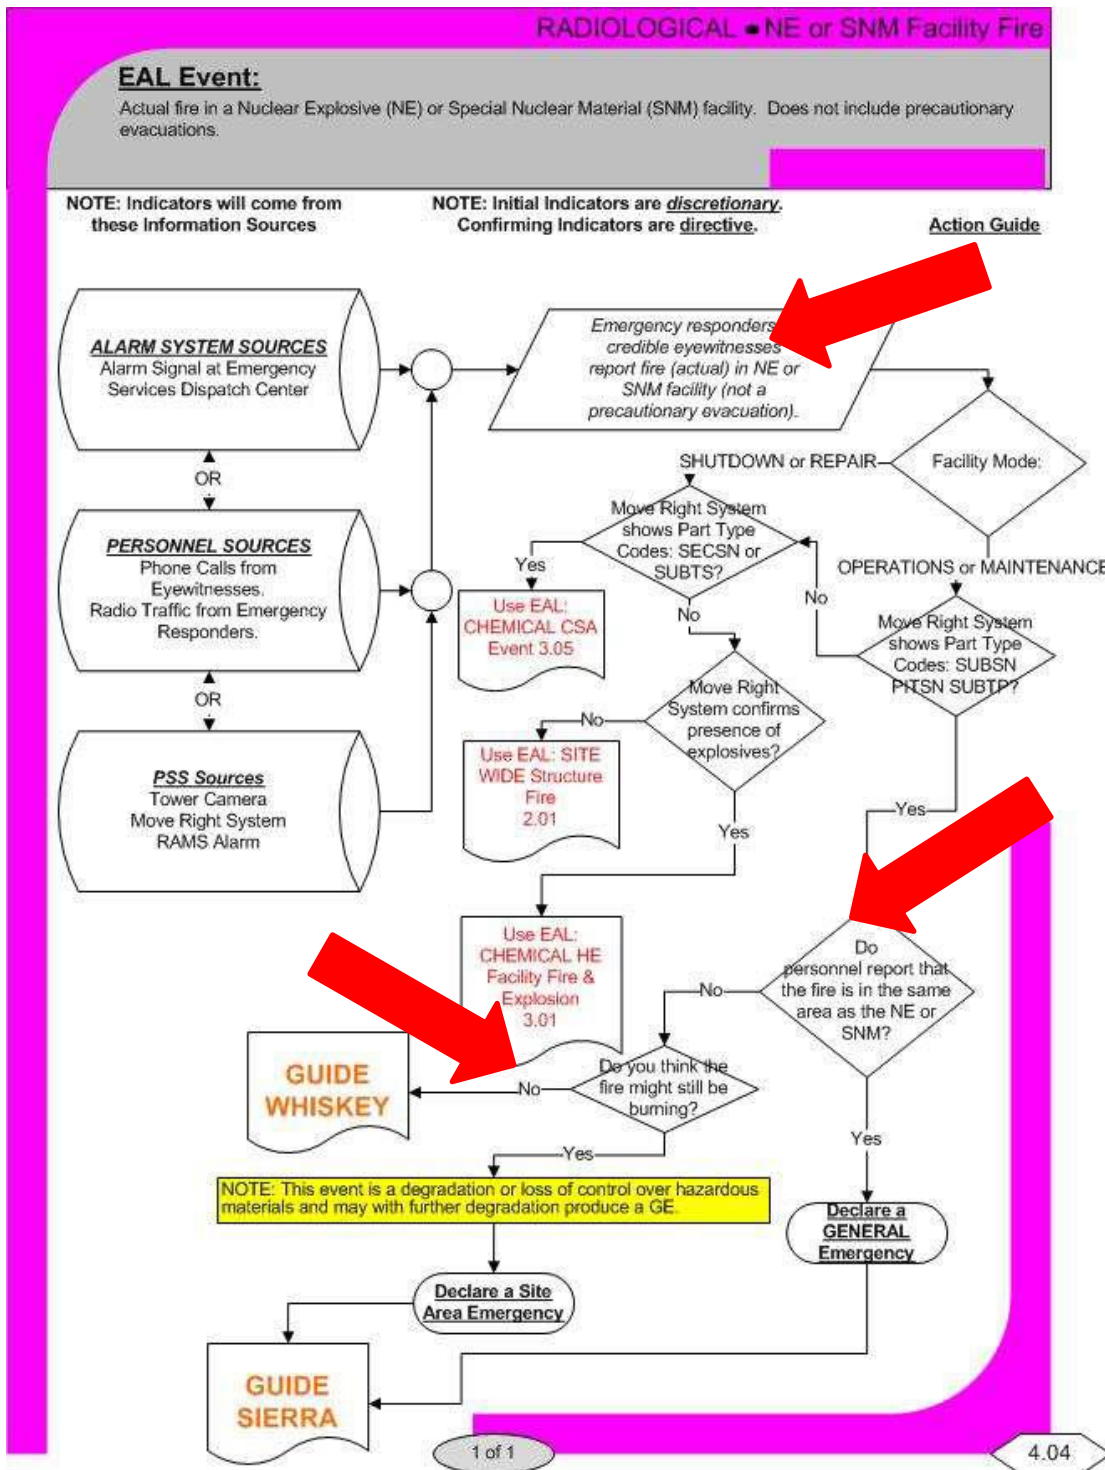 RADIOLOGICAL • NE or SNM Facility Fire
EAL Event:
Actual fire in a Nuclear Explosive (NE) or Special Nuclear Material (SNM) facility.  Does not include precautionary
evacuations.
NOTE: Indicators will come from
these Information Sources
NOTE: Initial Indicators are discretionary.
Confirming Indicators are directive.
Action Guide
ALARM SYSTEM SOURCES
Alarm Signal at Emergency
Services Dispatch Center
OR
PERSONNEL SOURCES
Phone Calls from
Eyewitnesses.
Radio Traffic from Emergency
Responders.
OR
PSS Sources
Tower Camera
Move Right System
RAMS Alarm
Emergency responders
credible eyewitnesses
report fire (actual) in NE or
SNM facility (not a
precautionary evacuation).
Facility Mode:
SHUTDOWN or REPAIR
OPERATIONS or MAINTENANCE
Move Right System
shows Part Type
Codes: SECSN or
SUBTS?
Yes
No
Use EAL:
CHEMICAL CSA
Event 3.05
Move Right System
shows Part Type
Codes: SUBSN
PITSN SUBTP?
No
Yes
Move Right
System confirms
presence of
explosives?
No
Yes
Use EAL: SITE
WIDE Structure
Fire
2.01
Use EAL:
CHEMICAL HE
Facility Fire &
Explosion
3.01
Do
personnel report that
the fire is in the same
area as the NE or
SNM?
No
Yes
Do you think the
fire might still be
burning?
No
Yes
GUIDE
WHISKEY
NOTE: This event is a degradation or loss of control over hazardous
materials and may with further degradation produce a GE.
Declare a
GENERAL
Emergency
Declare a Site
Area Emergency
GUIDE
SIERRA
1 of 1
4.04